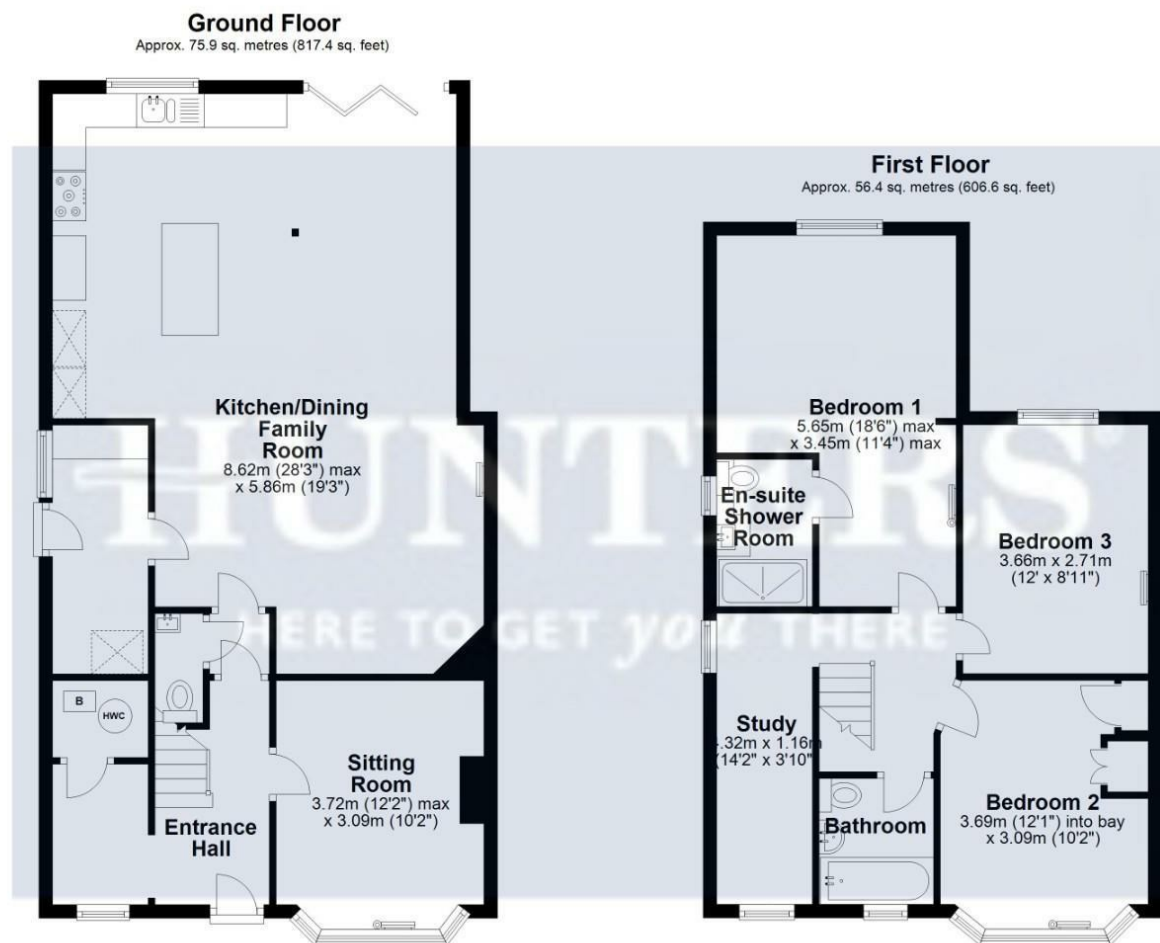 Ground Floor
Approx. 75.9 sq. metres (817.4 sq. feet)
First Floor
Approx. 56.4 sq. metres (606.6 sq. feet)
Kitchen/Dining
Family
Room
8.62m (28'3") max
x 5.86m (19'3")
Bedroom 1
5.65m (18'6") max
x 3.45m (11'4") max
HUNTERS®
HERE TO GET you THERE
En-suite
Shower
Room
Bedroom 3
3.66m x 2.71m
(12' x 8'11")
B
HWC
Sitting
Room
3.72m (12'2") max
x 3.09m (10'2")
Entrance
Hall
Study
.32m x 1.16m
(14'2" x 3'10")
Bathroom
Bedroom 2
3.69m (12'1") into bay
x 3.09m (10'2")